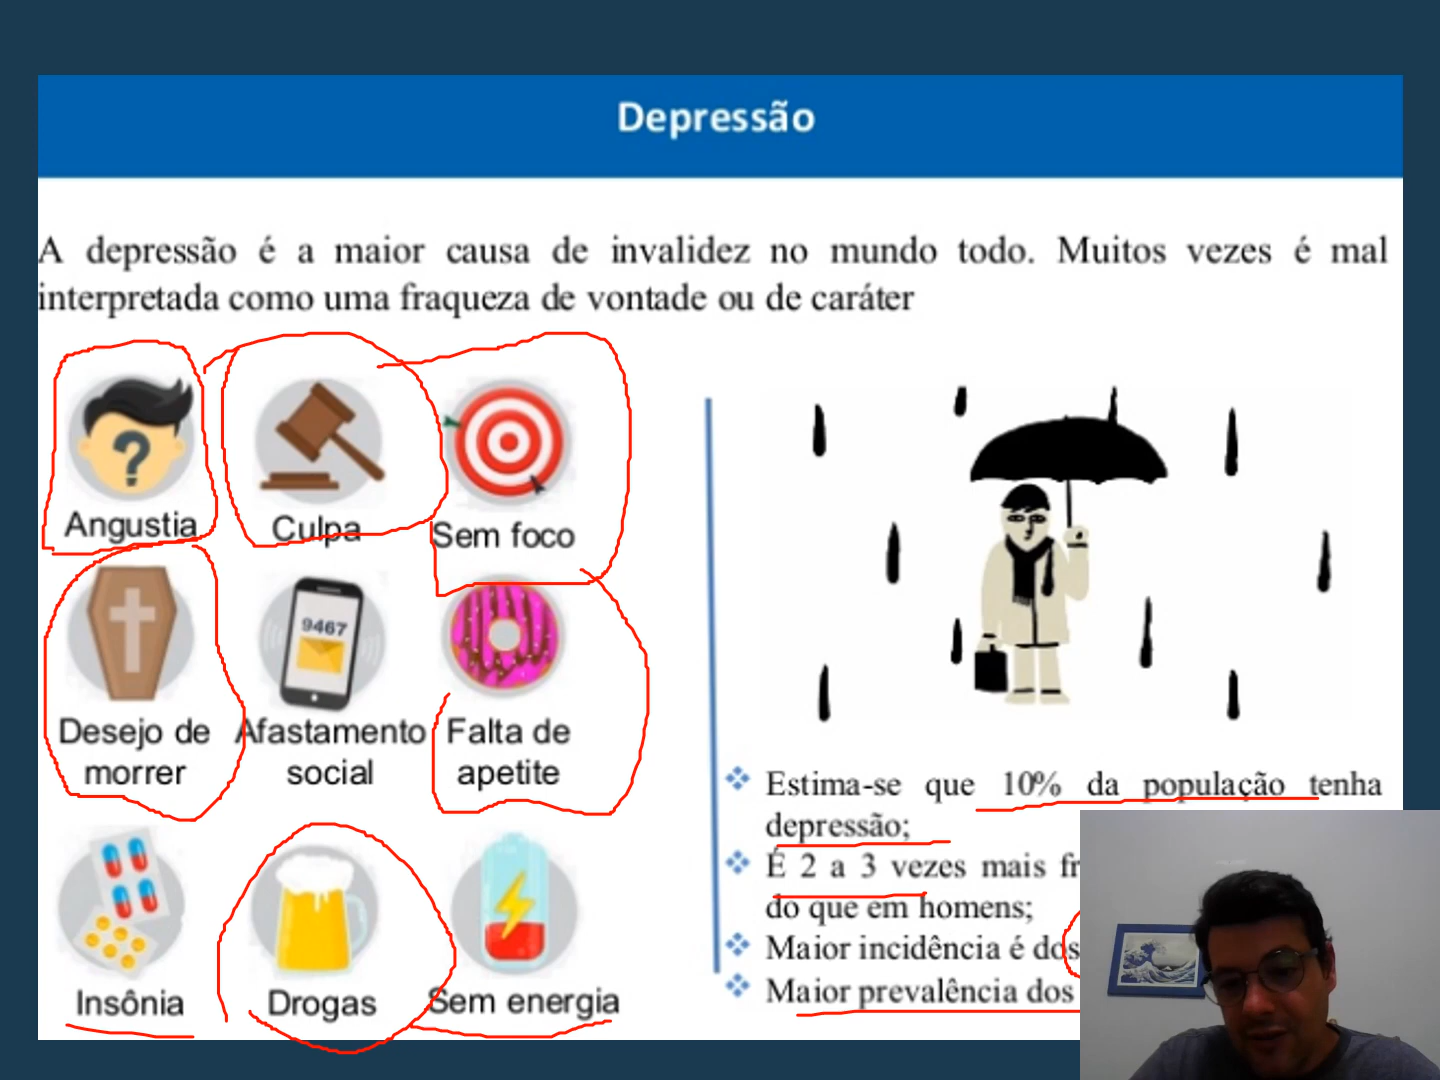 Depressão
A depressão é a maior causa de invalidez no mundo todo. Muitos vezes é mal
interpretada como uma fraqueza de vontade ou de caráter
Angustia
Culpa
Sem foco
9467
Desejo de
morrer
Afastamento
social
Falta de
apetite
Insônia
Drogas
Sem energia
Estima-se que 10% da população tenha
depressão;
É 2 a 3 vezes mais
do que em homens;
Maior incidência é dos
Maior prevalência dos